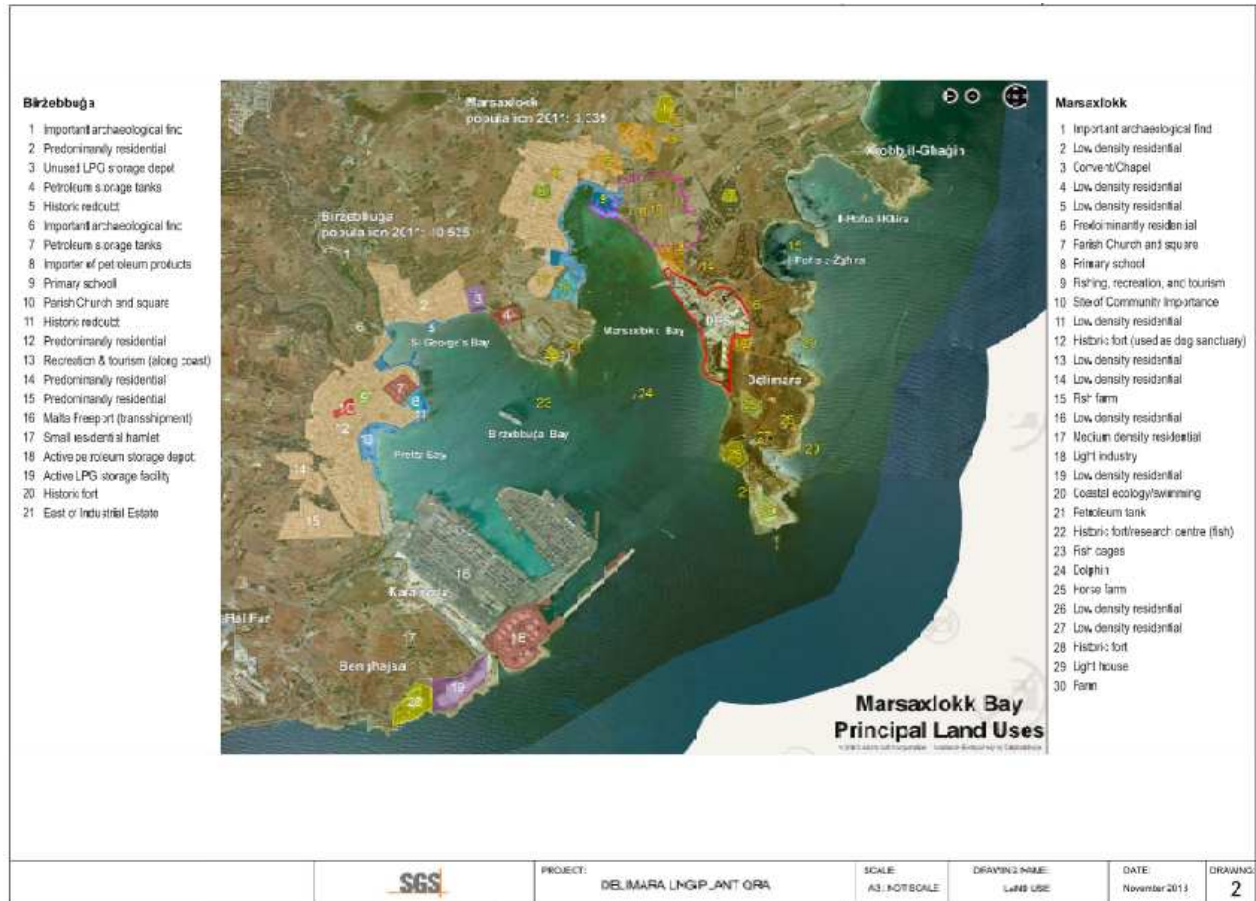 Birżebbuġa
1 Important archaeological find
2 Predominantly residential
3 Unused LPG storage depot
4 Petroleum storage tanks
5 Historic redoubt
6 Important archaeological find
7 Petroleum storage tanks
8 Importer of petroleum products
9 Primary school
10 Parish Church and square
11 Historic redoubt
12 Predominantly residential
13 Recreation & tourism (along coast)
14 Predominantly residential
15 Predominantly residential
16 Malta Freeport (transshipment)
17 Small residential hamlet
18 Active petroleum storage depot
19 Active LPG storage facility
20 Historic fort
21 East of Industrial Estate
Marsaxlokk
population 2011:
Birżebbuġa
population 2011:
Xrobb il-Għaġin
St George's Bay
Marsaxlokk Bay
Delimara
Birżebbuġa Bay
Pretty Bay
Hal Far
Benghajsa
Marsaxlokk Bay
Principal Land Uses
Marsaxlokk
1 Important archaeological find
2 Low density residential
3 Convent/Chapel
4 Low density residential
5 Low density residential
6 Predominantly residential
7 Parish Church and square
8 Primary school
9 Fishing, recreation, and tourism
10 Site of Community Importance
11 Low density residential
12 Historic fort (used as dog sanctuary)
13 Low density residential
14 Low density residential
15 Fish farm
16 Low density residential
17 Medium density residential
18 Light industry
19 Low density residential
20 Coastal ecology/swimming
21 Petroleum tank
22 Historic fort/research centre (fish)
23 Fish cages
24 Dolphin
25 Horse farm
26 Low density residential
27 Low density residential
28 Historic fort
29 Light house
30 Farm
SGS
PROJECT:
DELIMARA LNG PLANT QRA
SCALE
A3: NOT SCALE
DRAWING NAME:
LAND USE
DATE:
November 2013
DRAWING:
2